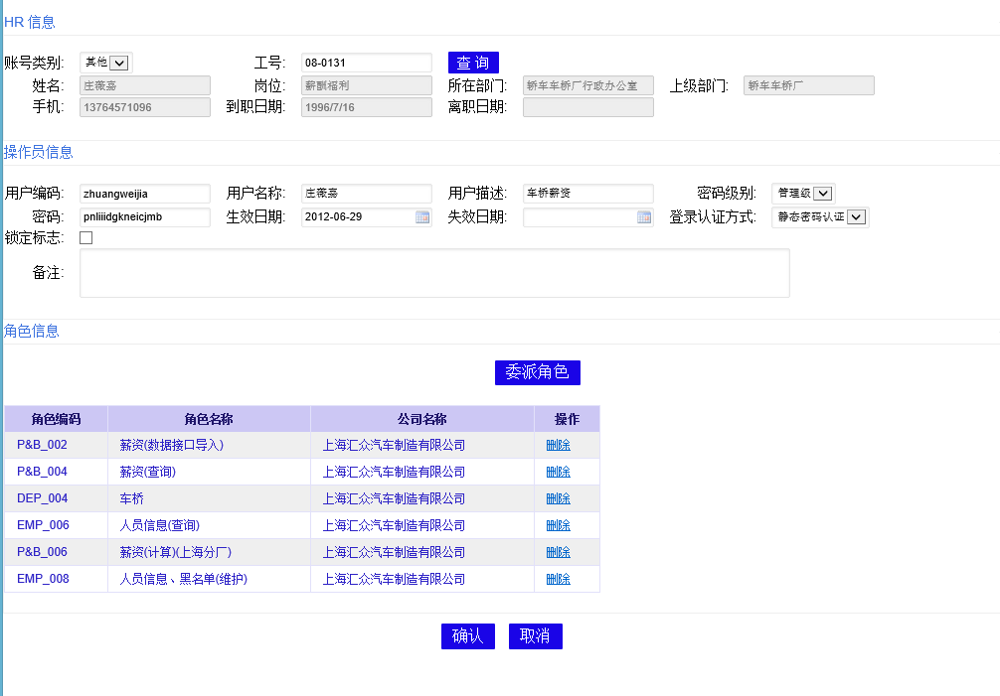 HR 信息
账号类别: 其他 工号: 08-0131 查 询
姓名: 庄薇嘉 岗位: 薪酬福利 所在部门: 轿车车桥厂行政办公室 上级部门: 轿车车桥厂
手机: 13764571096 到职日期: 1996/7/16 离职日期:
操作员信息
用户编码: zhuangweijia 用户名称: 庄薇嘉 用户描述: 车桥薪资 密码级别: 管理级
密码: pnliiidgkneicjmb 生效日期: 2012-06-29 失效日期: 登录认证方式: 静态密码认证
锁定标志:
备注:
角色信息
委派角色
角色编码 角色名称 公司名称 操作
P&B_002 薪资(数据接口导入) 上海汇众汽车制造有限公司 删除
P&B_004 薪资(查询) 上海汇众汽车制造有限公司 删除
DEP_004 车桥 上海汇众汽车制造有限公司 删除
EMP_006 人员信息(查询) 上海汇众汽车制造有限公司 删除
P&B_006 薪资(计算)(上海分厂) 上海汇众汽车制造有限公司 删除
EMP_008 人员信息、黑名单(维护) 上海汇众汽车制造有限公司 删除
确认 取消